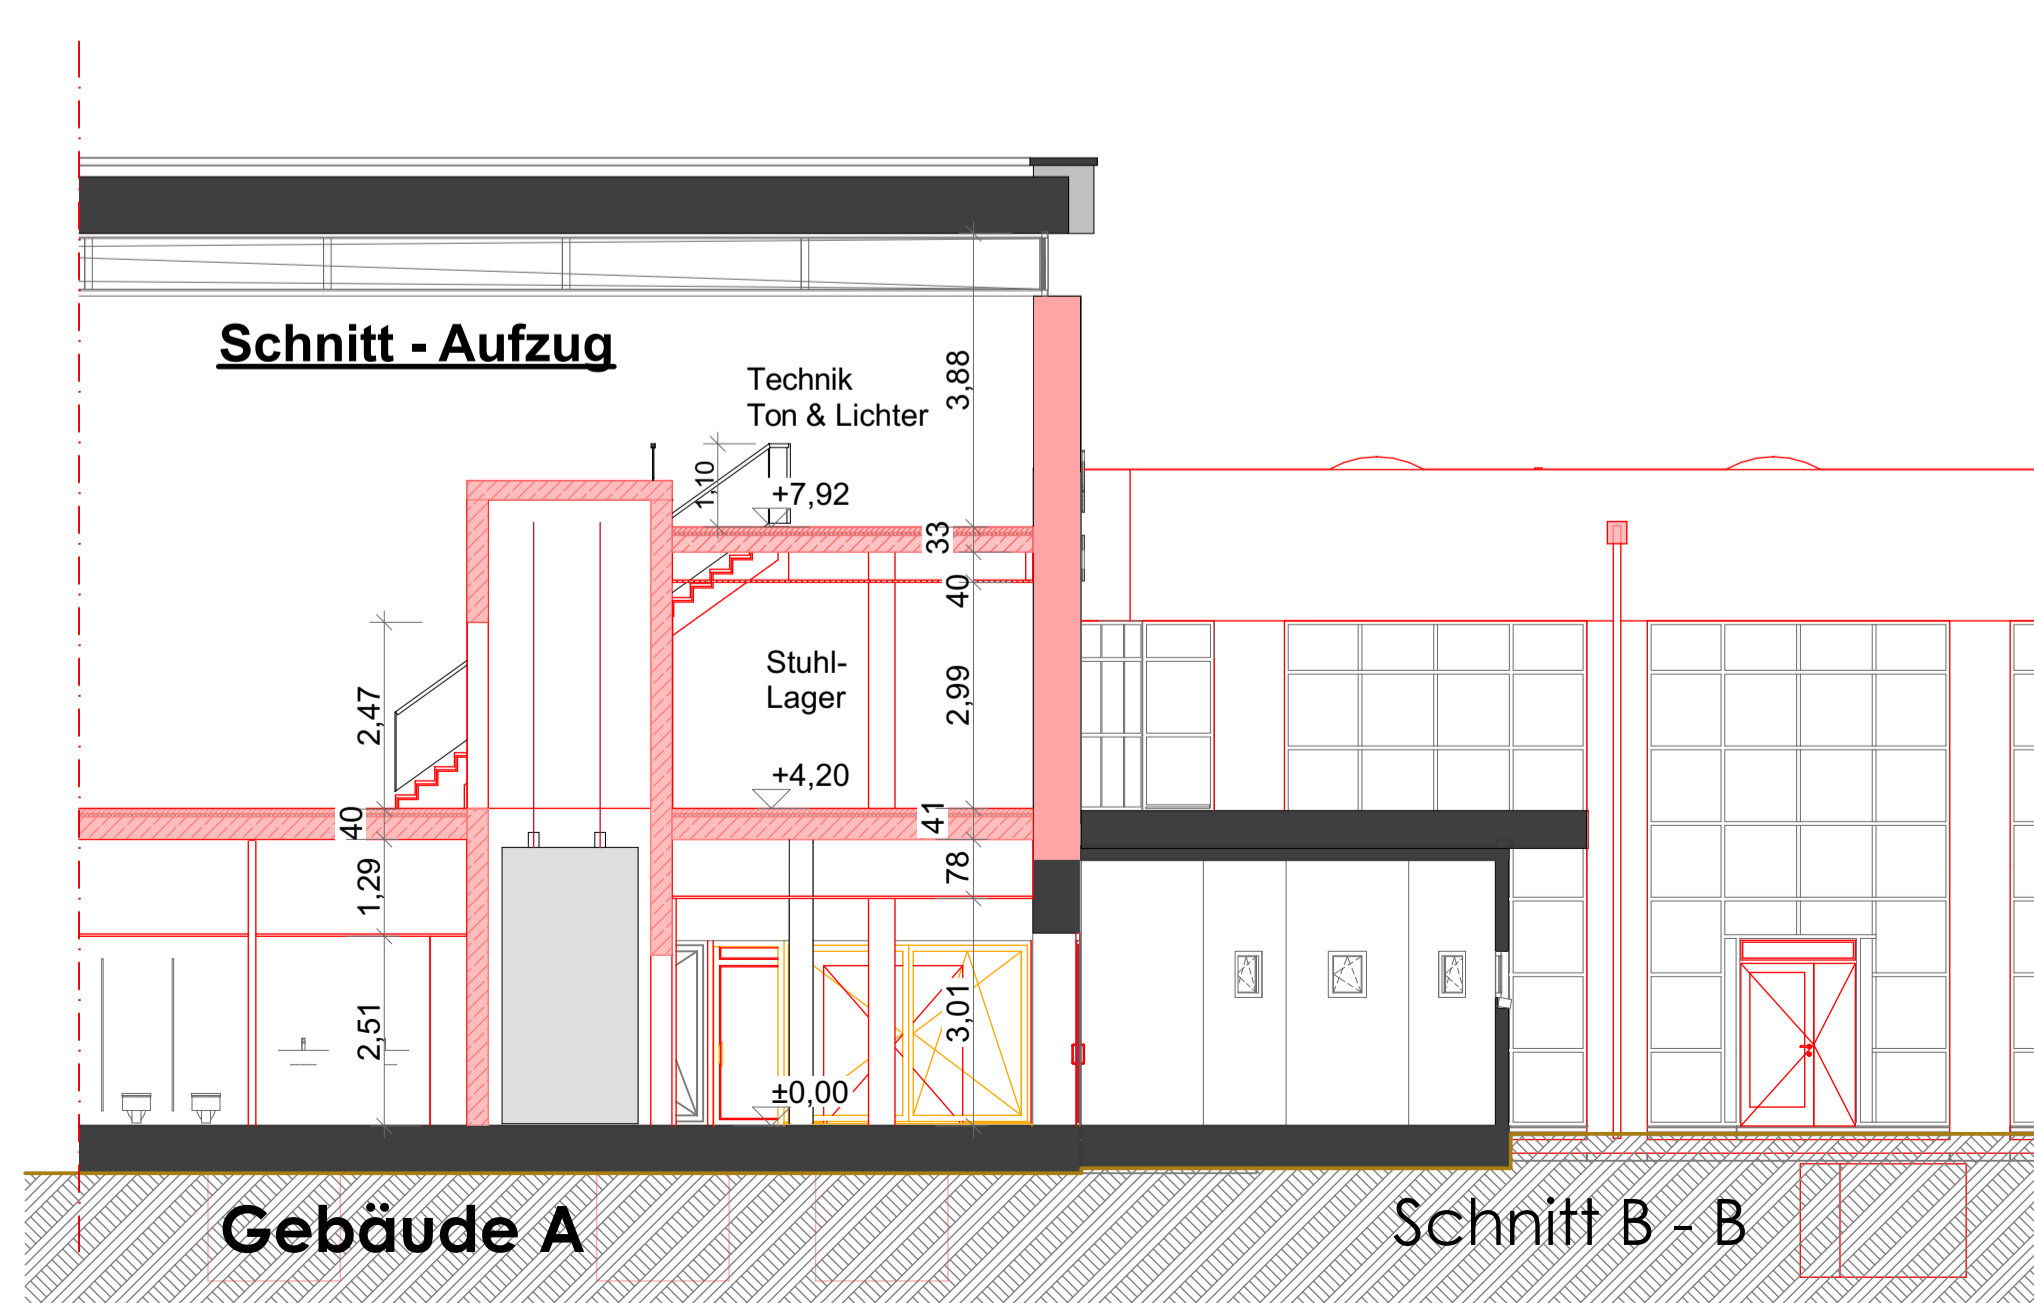 Schnitt - Aufzug
Technik
Ton & Lichter
3,88
1,10
+7,92
33
40
Stuhl-
Lager
2,99
2,47
+4,20
40
41
1,29
78
2,51
3,01
±0,00
Gebäude A
Schnitt B - B